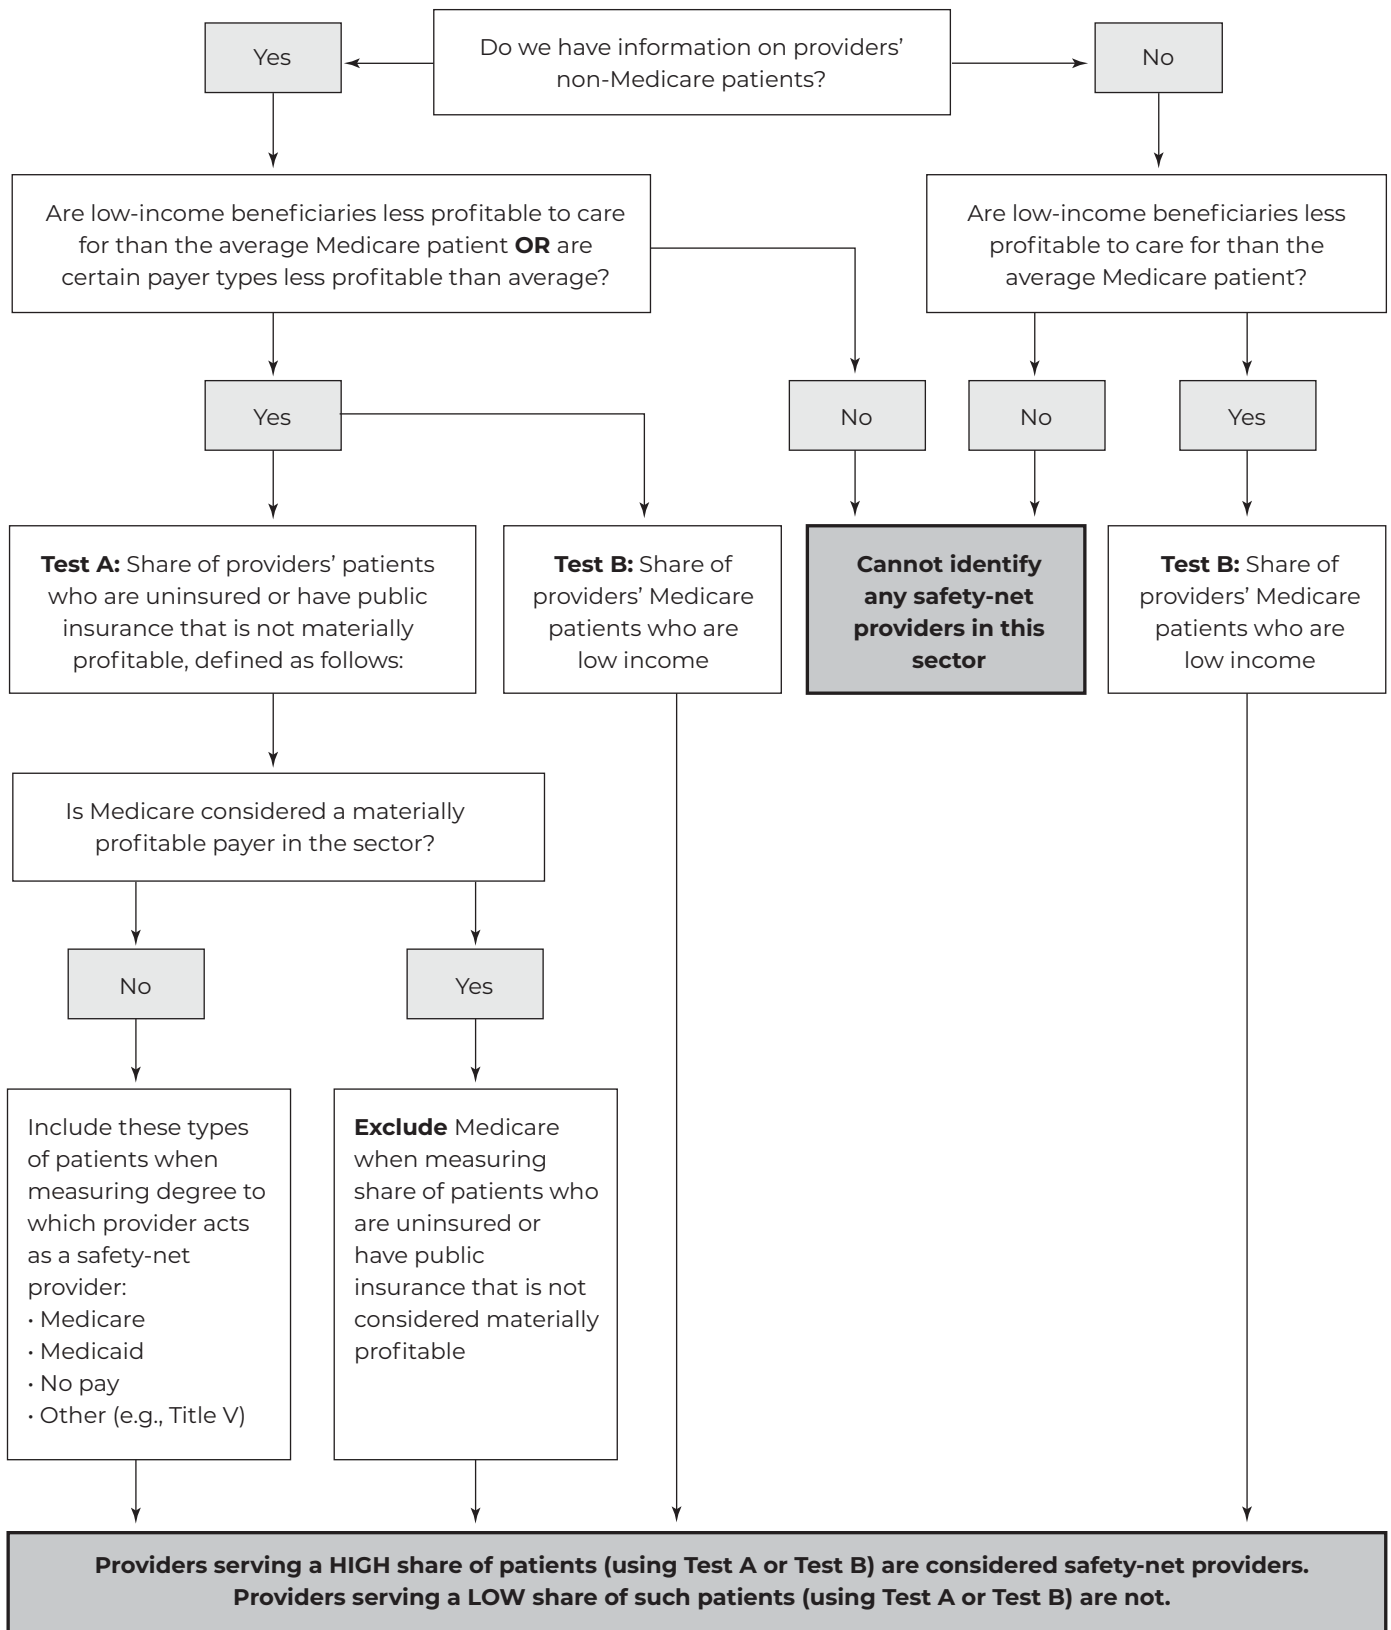 Do we have information on providers’
non-Medicare patients?
Yes
No
Are low-income beneficiaries less profitable to care
for than the average Medicare patient OR are
certain payer types less profitable than average?
Are low-income beneficiaries less
profitable to care for than the
average Medicare patient?
Yes
No
No
Yes
Test A: Share of providers’ patients
who are uninsured or have public
insurance that is not materially
profitable, defined as follows:
Test B: Share of
providers’ Medicare
patients who are
low income
Cannot identify
any safety-net
providers in this
sector
Test B: Share of
providers’ Medicare
patients who are
low income
Is Medicare considered a materially
profitable payer in the sector?
No
Yes
Include these types
of patients when
measuring degree to
which provider acts
as a safety-net
provider:
· Medicare
· Medicaid
· No pay
· Other (e.g., Title V)
Exclude Medicare
when measuring
share of patients who
are uninsured or
have public
insurance that is not
considered materially
profitable
Providers serving a HIGH share of patients (using Test A or Test B) are considered safety-net providers.
Providers serving a LOW share of such patients (using Test A or Test B) are not.